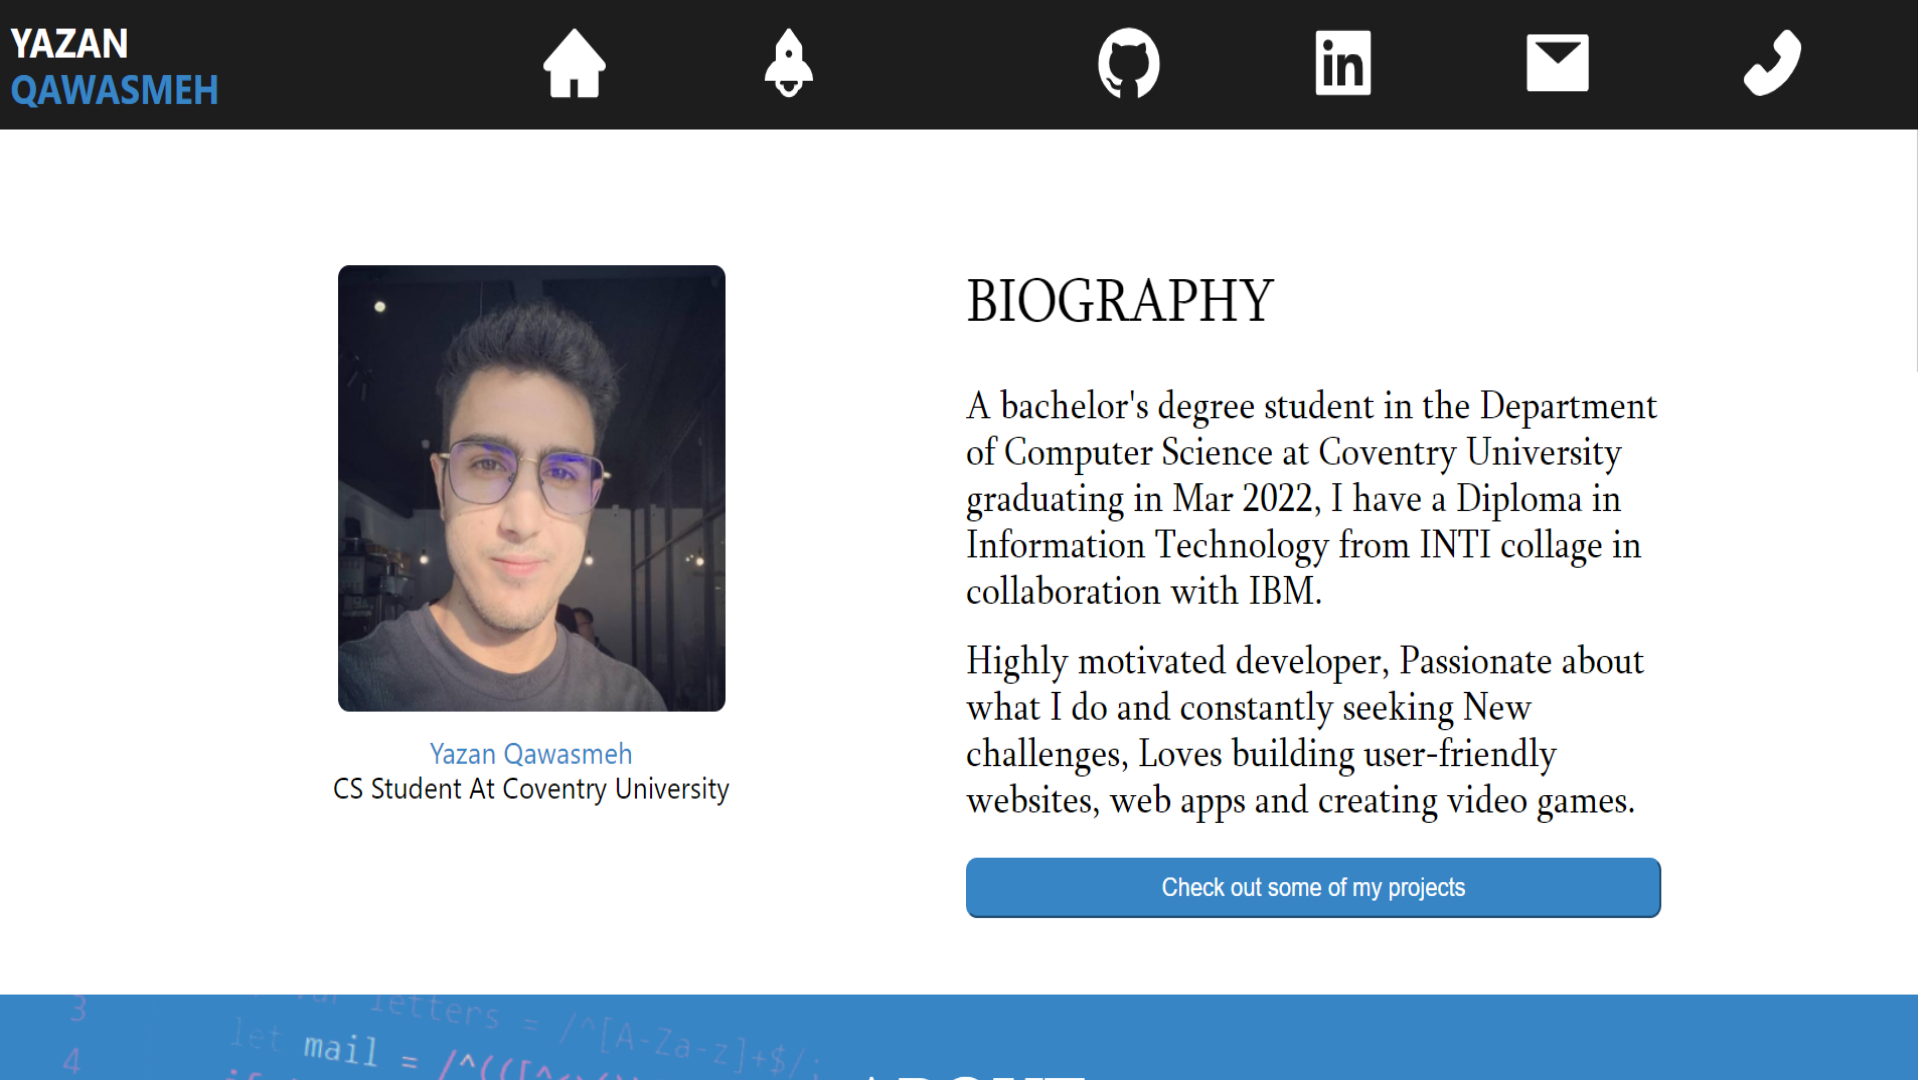 YAZAN
QAWASMEH
in
BIOGRAPHY
A bachelor's degree student in the Department
of Computer Science at Coventry University
graduating in Mar 2022, I have a Diploma in
Information Technology from INTI collage in
collaboration with IBM.
Highly motivated developer, Passionate about
what I do and constantly seeking New
challenges, Loves building user-friendly
websites, web apps and creating video games.
Yazan Qawasmeh
CS Student At Coventry University
Check out some of my projects
3 var letters = /^[A-Za-z]+$/;
4 let mail =